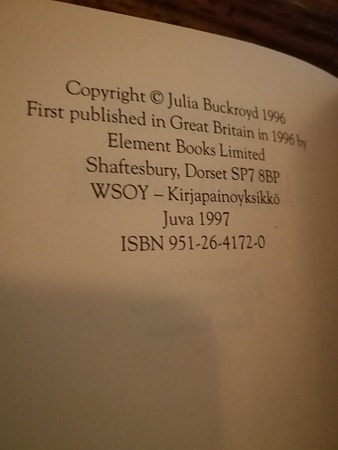 Copyright © Julia Buckroyd 1996
First published in Great Britain in 1996 by
Element Books Limited
Shaftesbury, Dorset SP7 8BP
WSOY – Kirjapainoyksikkö
Juva 1997
ISBN 951-26-4172-0